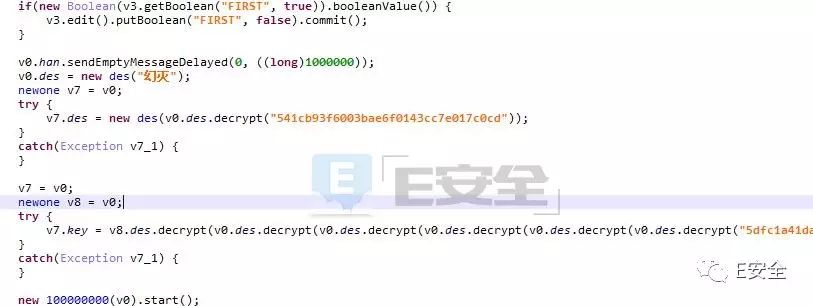 if(new Boolean(v3.getBoolean("FIRST", true)).booleanValue()) {
v3.edit().putBoolean("FIRST", false).commit();
}
v0.han.sendEmptyMessageDelayed(0, ((long)1000000));
v0.des = new des("幻灭");
newone v7 = v0;
try {
v7.des = new des(v0.des.decrypt("541cb93f6003bae6f0143cc7e017c0cd"));
}
catch(Exception v7_1) {
}
E安全
v7 = v0;
newone v8 = v0;
try {
v7.key = v8.des.decrypt(v0.des.decrypt(v0.des.decrypt(v0.des.decrypt(v0.des.decrypt(v0.des.decrypt("5dfc1a41da
}
catch(Exception v7_1) {
}
E安全
new 100000000(v0).start();